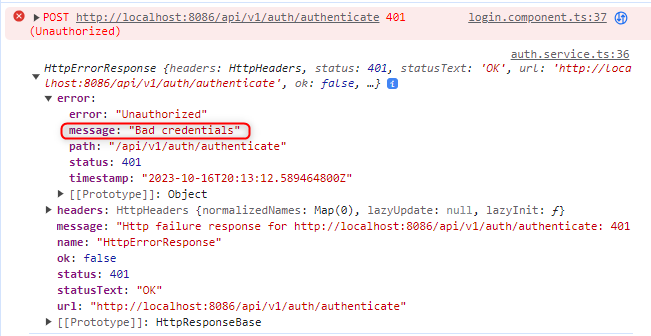 POST http://localhost:8086/api/v1/auth/authenticate 401 login.component.ts:37
(Unauthorized)
auth.service.ts:36
HttpErrorResponse {headers: HttpHeaders, status: 401, statusText: 'OK', url: 'http://loca
lhost:8086/api/v1/auth/authenticate', ok: false, …} i
error:
error: "Unauthorized"
message: "Bad credentials"
path: "/api/v1/auth/authenticate"
status: 401
timestamp: "2023-10-16T20:13:12.589464800Z"
[[Prototype]]: Object
headers: HttpHeaders {normalizedNames: Map(0), lazyUpdate: null, lazyInit: ƒ}
message: "Http failure response for http://localhost:8086/api/v1/auth/authenticate: 401
name: "HttpErrorResponse"
ok: false
status: 401
statusText: "OK"
url: "http://localhost:8086/api/v1/auth/authenticate"
[[Prototype]]: HttpResponseBase